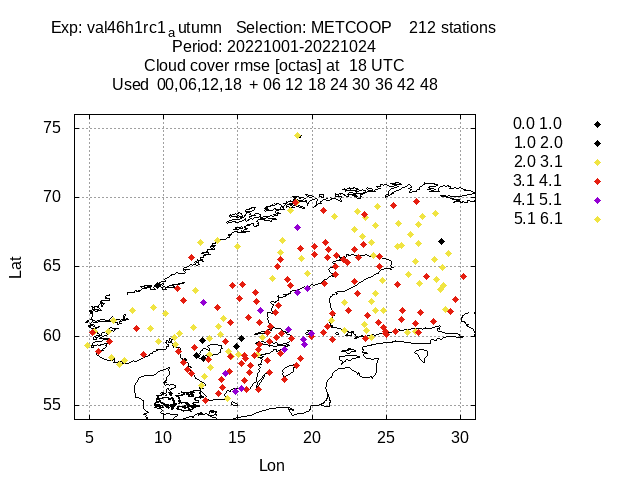 Exp: val46h1rc1autumn Selection: METCOOP 212 stations
Period: 20221001-20221024
Cloud cover rmse [octas] at 18 UTC
Used 00,06,12,18 + 06 12 18 24 30 36 42 48
0.0 1.0
1.0 2.0
2.0 3.1
3.1 4.1
4.1 5.1
5.1 6.1
75
70
65
60
55
Lat
5 10 15 20 25 30
Lon